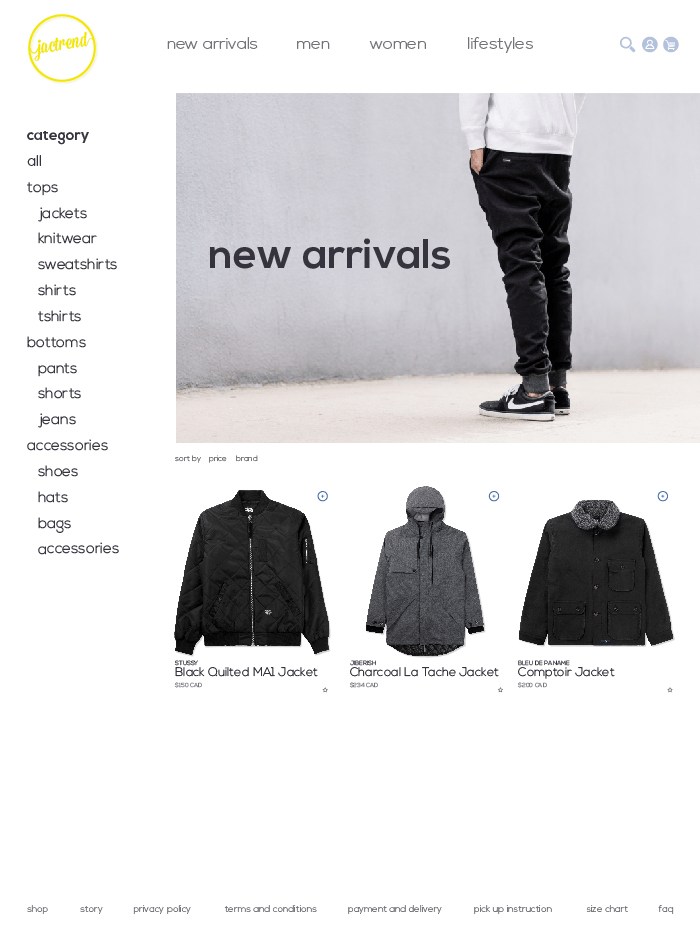 jactrend
new arrivals men women lifestyles
category
all
tops
jackets
knitwear
sweatshirts
shirts
tshirts
bottoms
pants
shorts
jeans
accessories
shoes
hats
bags
accessories
new arrivals
sort by price brand
STUSSY
Black Quilted MA1 Jacket
$150 CAD
JIBERISH
Charcoal La Tache Jacket
$234 CAD
BLEU DE PANAME
Comptoir Jacket
$200 CAD
shop story privacy policy terms and conditions payment and delivery pick up instruction size chart faq